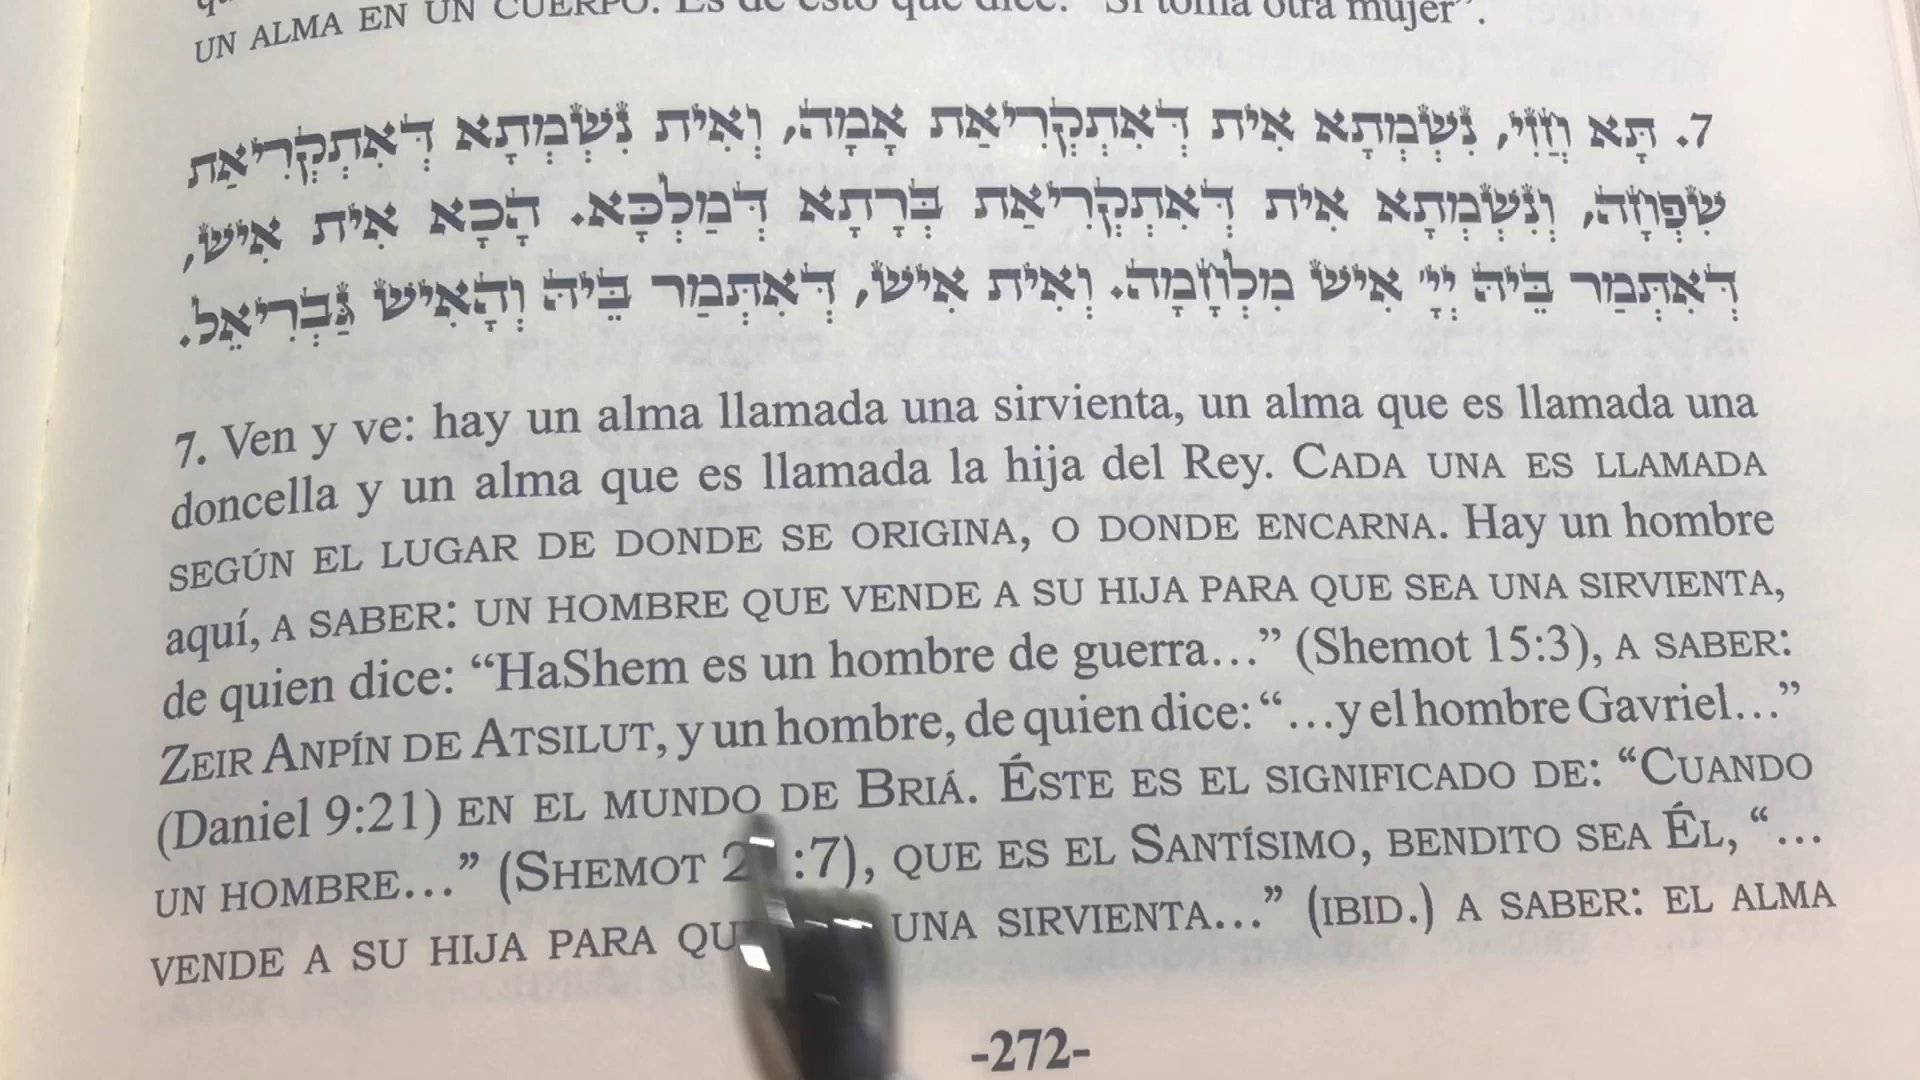 UN ALMA EN UN CUERPO. Es de esto que dice: “Si toma otra mujer”.
7. תָּא וַחֲזֵי, נִשְׁמְתָא אִית דְּאִתְקְרִיאַת אָמָה, וְאִית נִשְׁמְתָא דְּאִתְקְרִיאַת
שִׁפְחָה, וְנִשְׁמְתָא אִית דְּאִתְקְרִיאַת בְּרָתָא דְּמַלְכָּא. הָכָא אִית אִישׁ,
דְּאִתְּמַר בֵּיהּ יְיָ' אִישׁ מִלְחָמָה. וְאִית אִישׁ, דְּאִתְּמַר בֵּיהּ וְהָאִישׁ גַּבְרִיאֵל.
7. Ven y ve: hay un alma llamada una sirvienta, un alma que es llamada una
doncella y un alma que es llamada la hija del Rey. CADA UNA ES LLAMADA
SEGÚN EL LUGAR DE DONDE SE ORIGINA, O DONDE ENCARNA. Hay un hombre
aquí, A SABER: UN HOMBRE QUE VENDE A SU HIJA PARA QUE SEA UNA SIRVIENTA,
de quien dice: “HaShem es un hombre de guerra...” (Shemot 15:3), A SABER:
ZEIR ANPÍN DE ATSILUT, y un hombre, de quien dice: “...y el hombre Gavriel...”
(Daniel 9:21) EN EL MUNDO DE BRIÁ. ÉSTE ES EL SIGNIFICADO DE: “CUANDO
UN HOMBRE...” (SHEMOT :7), QUE ES EL SANTÍSIMO, BENDITO SEA ÉL, “...
VENDE A SU HIJA PARA UNA SIRVIENTA...” (IBID.) A SABER: EL ALMA
-272-